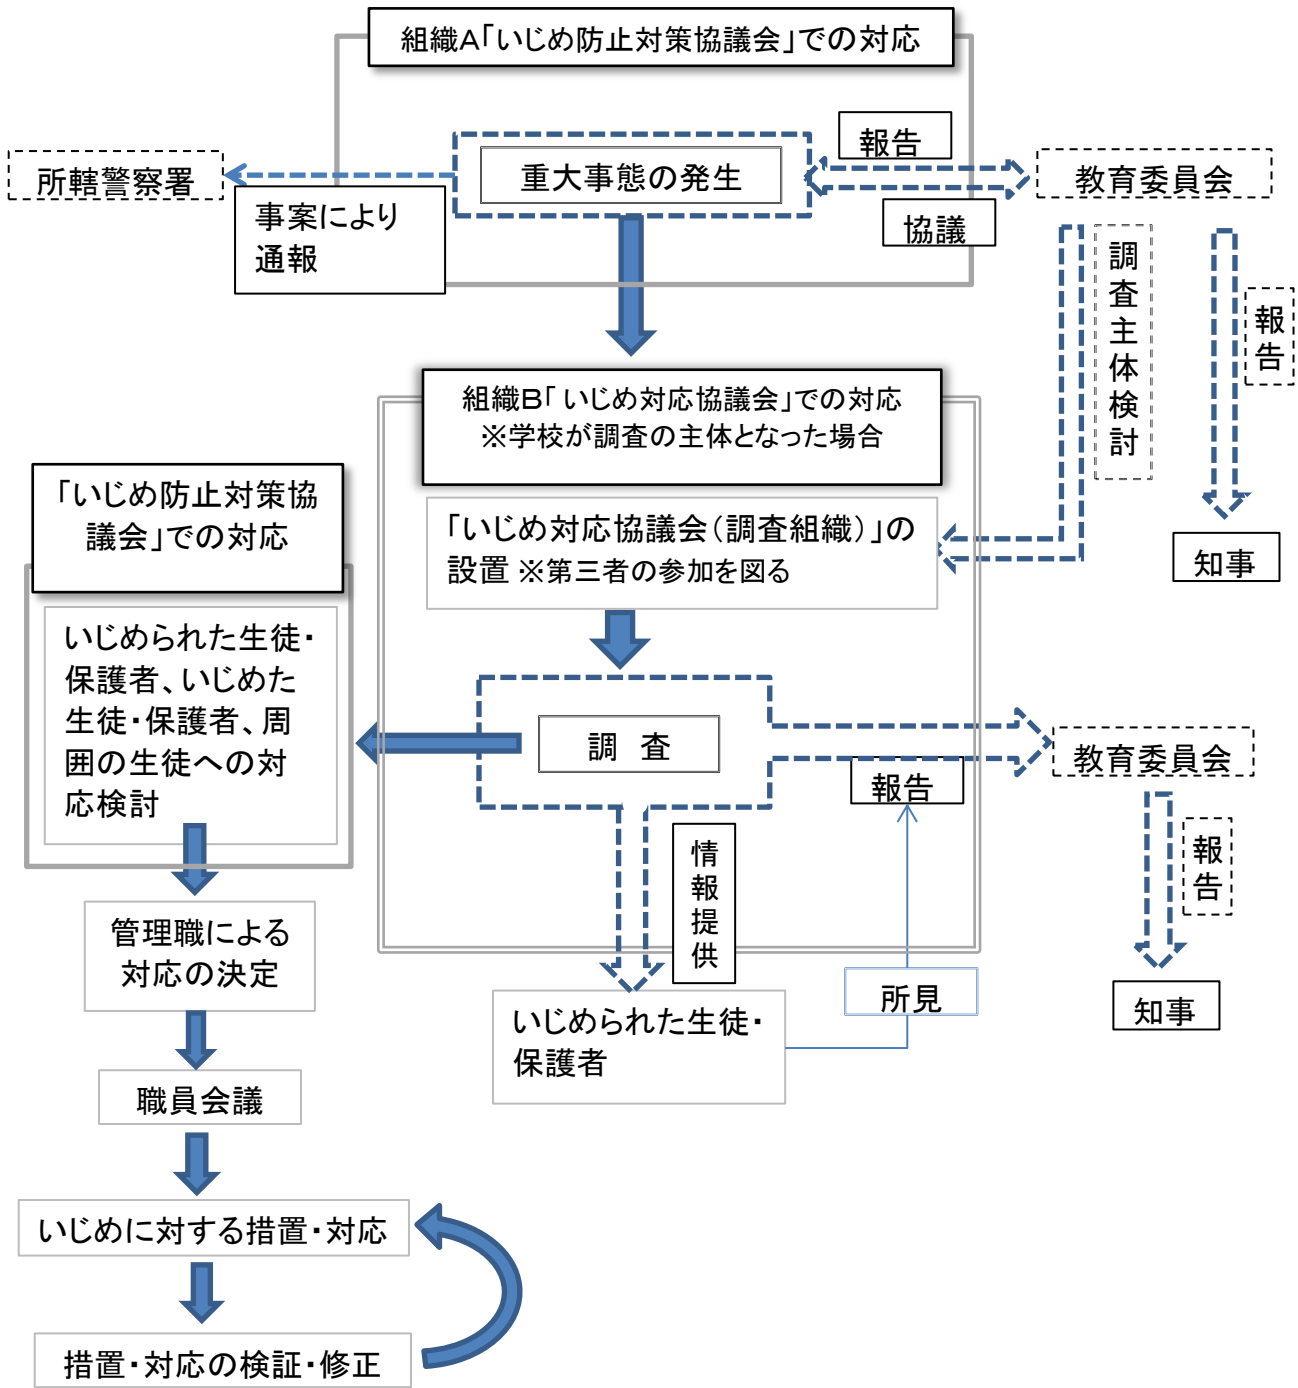 組織A「いじめ防止対策協議会」での対応
報告
重大事態の発生
所轄警察署
教育委員会
事案により
通報
協議
調査主体検討
報告
組織B「いじめ対応協議会」での対応
※学校が調査の主体となった場合
「いじめ対応協議会（調査組織）」の
設置 ※第三者の参加を図る
知事
「いじめ防止対策協
議会」での対応
いじめられた生徒・
保護者、いじめた
生徒・保護者、周
囲の生徒への対
応検討
調 査
教育委員会
報告
情報提供
報告
管理職による
対応の決定
所見
知事
いじめられた生徒・
保護者
職員会議
いじめに対する措置・対応
措置・対応の検証・修正